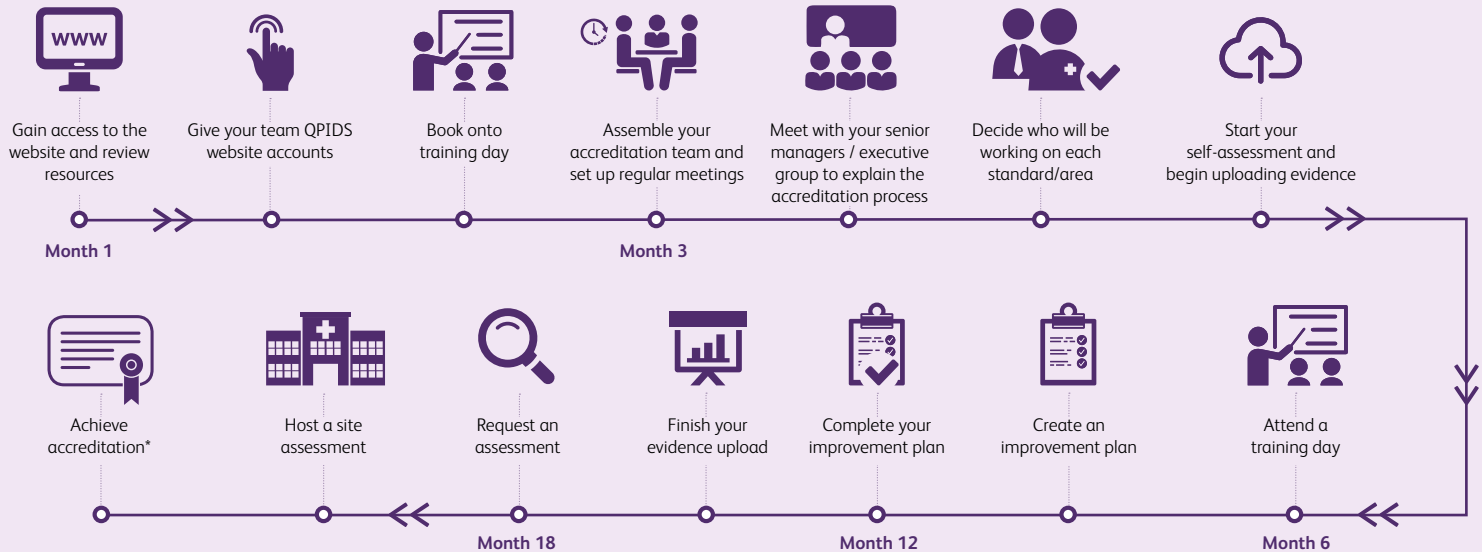 www
Gain access to the
website and review
resources
Give your team QPIDS
website accounts
Book onto
training day
Assemble your
accreditation team and
set up regular meetings
Meet with your senior
managers / executive
group to explain the
accreditation process
Decide who will be
working on each
standard/area
Start your
self-assessment and
begin uploading evidence
Month 1
Month 3
Achieve
accreditation*
Host a site
assessment
Request an
assessment
Finish your
evidence upload
Complete your
improvement plan
Create an
improvement plan
Attend a
training day
Month 18
Month 12
Month 6